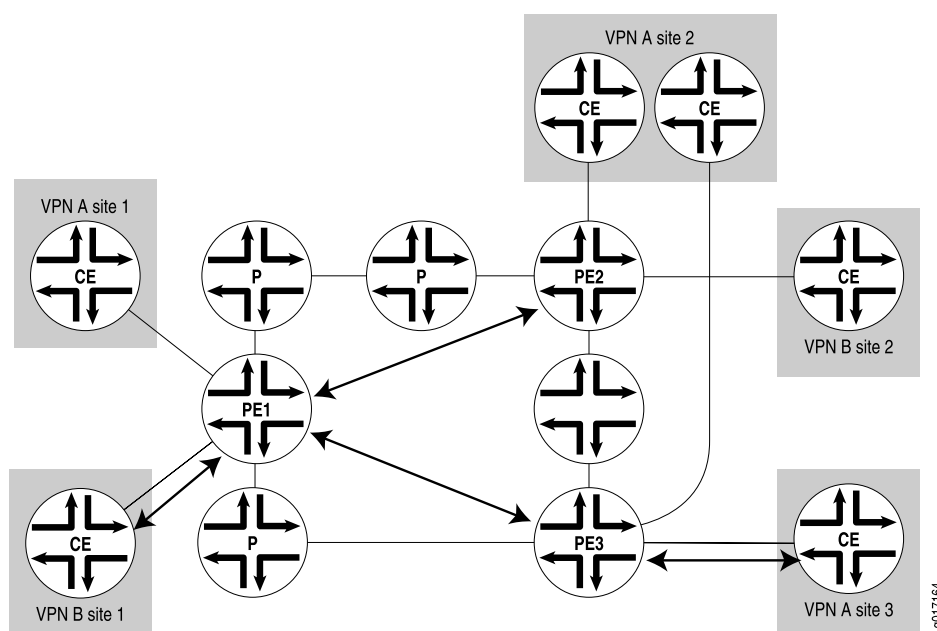 VPN A site 2
CE
CE
VPN A site 1
CE
P
P
PE2
CE
VPN B site 2
PE1
CE
VPN B site 1
P
PE3
CE
VPN A site 3
g017164